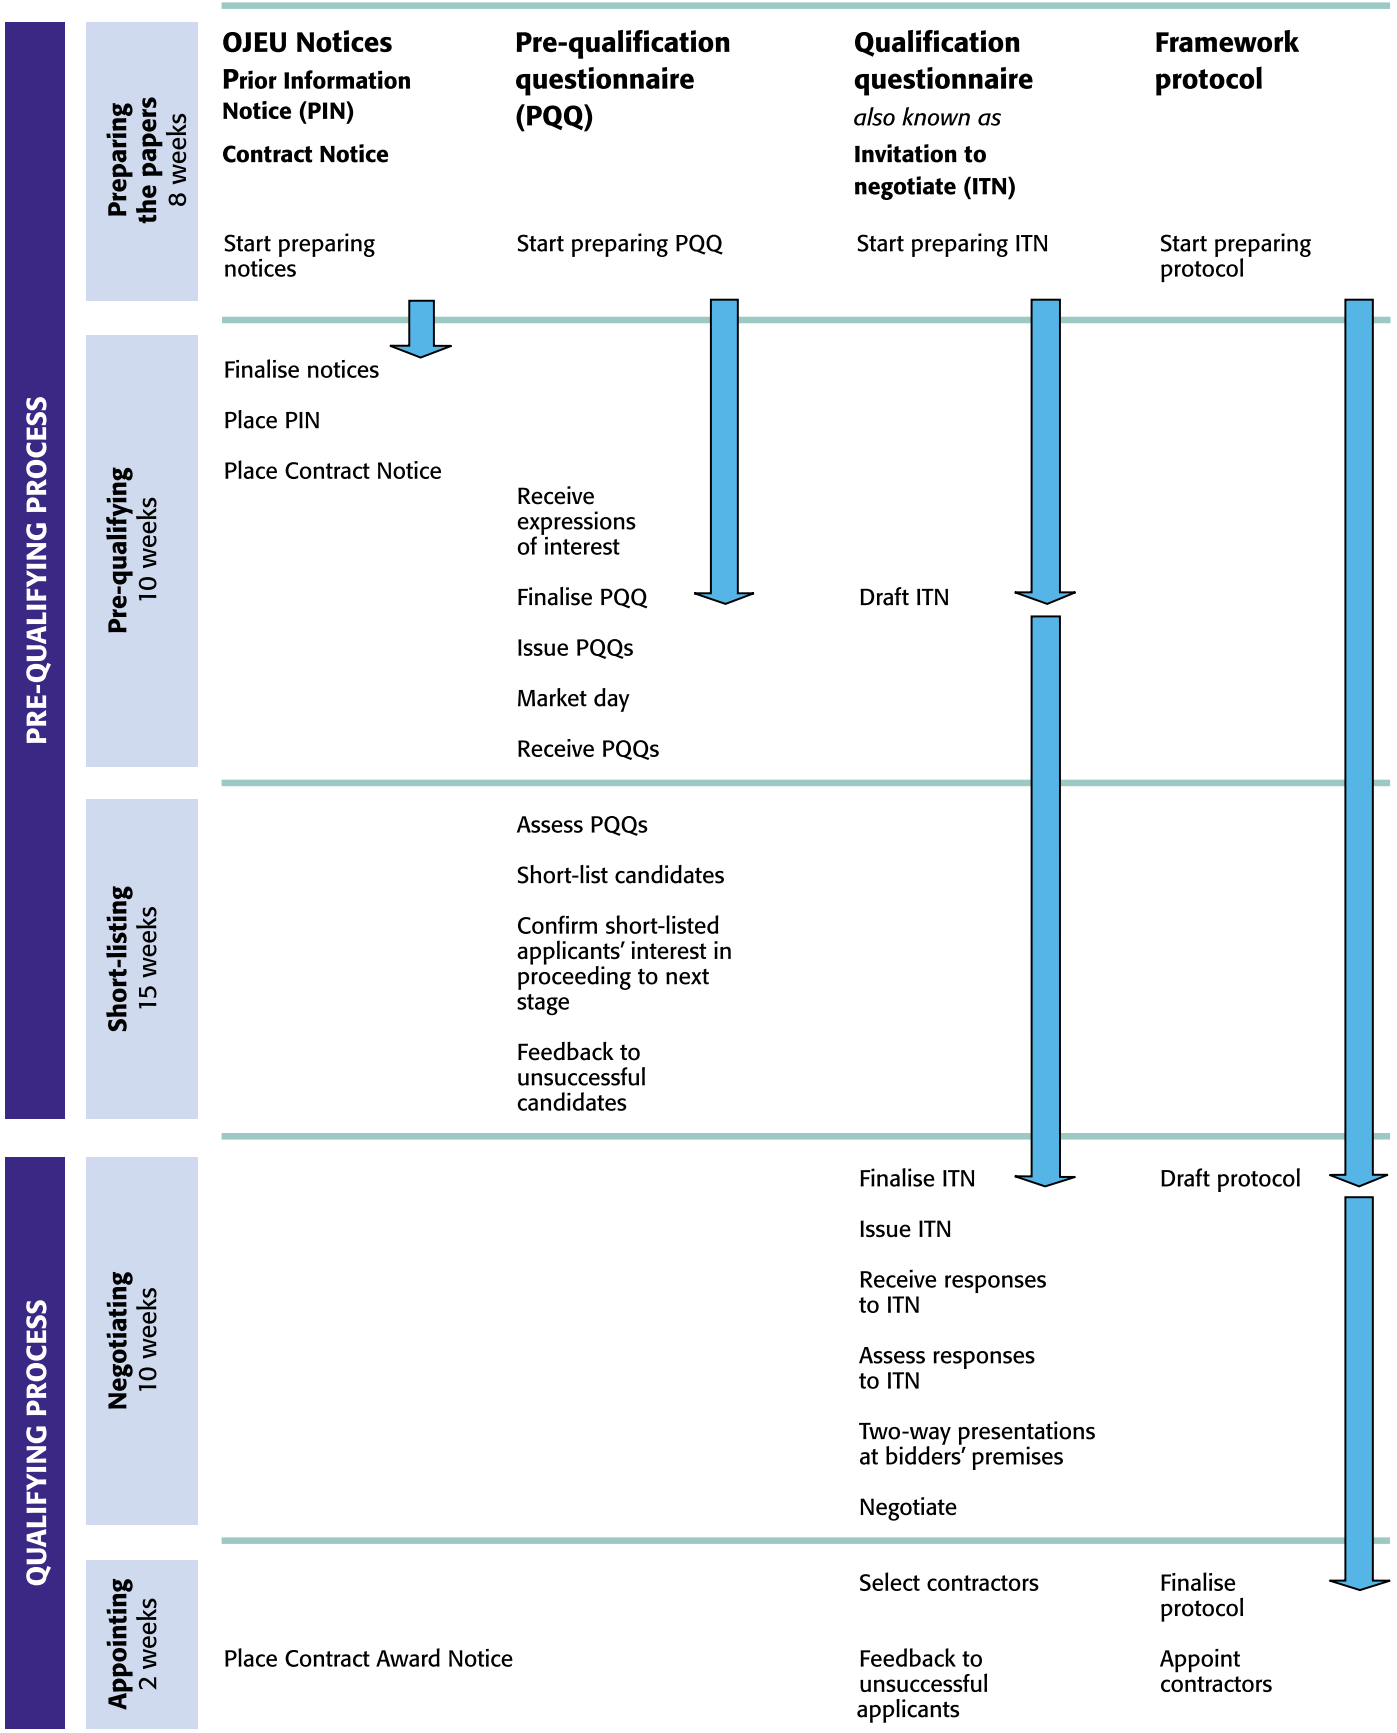 PRE-QUALIFYING PROCESS
Preparing
the papers
8 weeks
OJEU Notices
Prior Information
Notice (PIN)
Contract Notice
Start preparing
notices
Pre-qualification
questionnaire
(PQQ)
Start preparing PQQ
Qualification
questionnaire
also known as
Invitation to
negotiate (ITN)
Start preparing ITN
Framework
protocol
Start preparing
protocol
Pre-qualifying
10 weeks
Finalise notices
Place PIN
Place Contract Notice
Receive
expressions
of interest
Finalise PQQ
Issue PQQs
Market day
Receive PQQs
Draft ITN
Short-listing
15 weeks
Assess PQQs
Short-list candidates
Confirm short-listed
applicants’ interest in
proceeding to next
stage
Feedback to
unsuccessful
candidates
QUALIFYING PROCESS
Negotiating
10 weeks
Finalise ITN
Issue ITN
Receive responses
to ITN
Assess responses
to ITN
Two-way presentations
at bidders’ premises
Negotiate
Draft protocol
Appointing
2 weeks
Place Contract Award Notice
Select contractors
Feedback to
unsuccessful
applicants
Finalise
protocol
Appoint
contractors